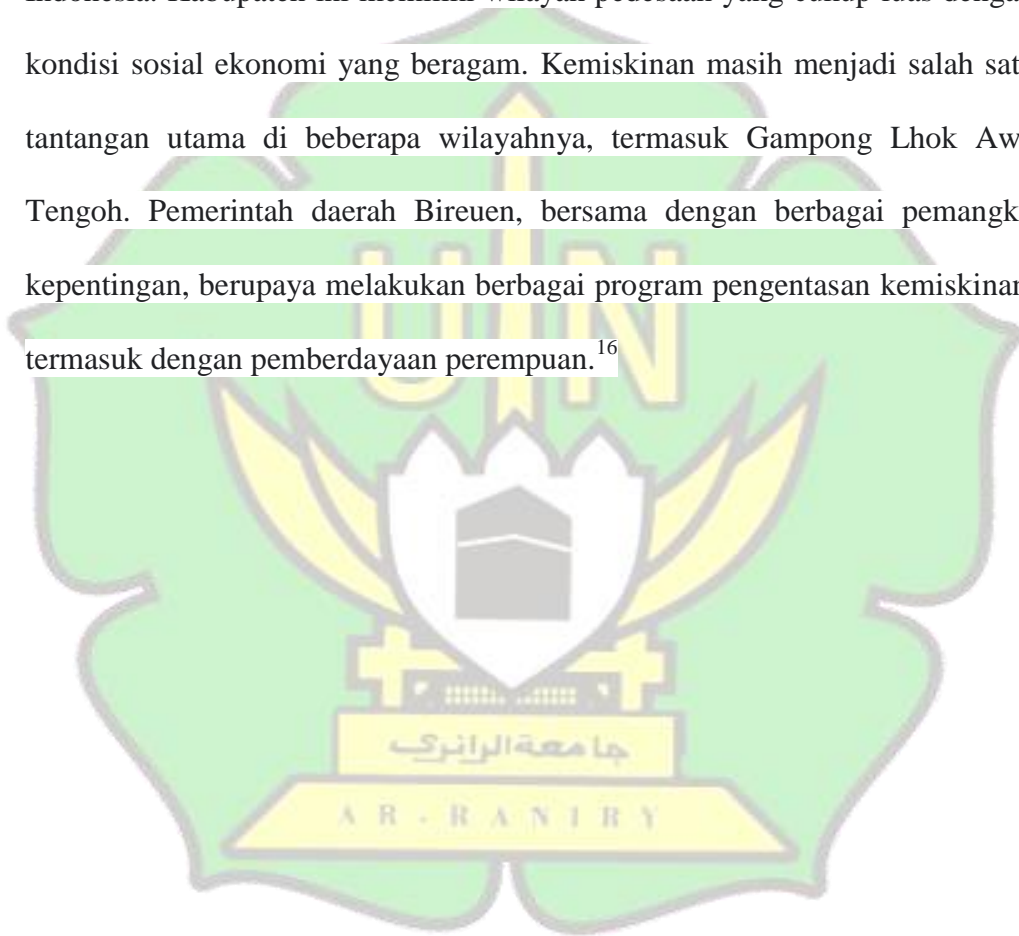 Indonesia. Kabupaten ini memiliki wilayah pedesaan yang cukup luas denga
kondisi sosial ekonomi yang beragam. Kemiskinan masih menjadi salah sat
tantangan utama di beberapa wilayahnya, termasuk Gampong Lhok Aw
Tengoh. Pemerintah daerah Bireuen, bersama dengan berbagai pemangk
kepentingan, berupaya melakukan berbagai program pengentasan kemiskinan
termasuk dengan pemberdayaan perempuan.16
UIN
جامعة الرانري
AR-RANIRY